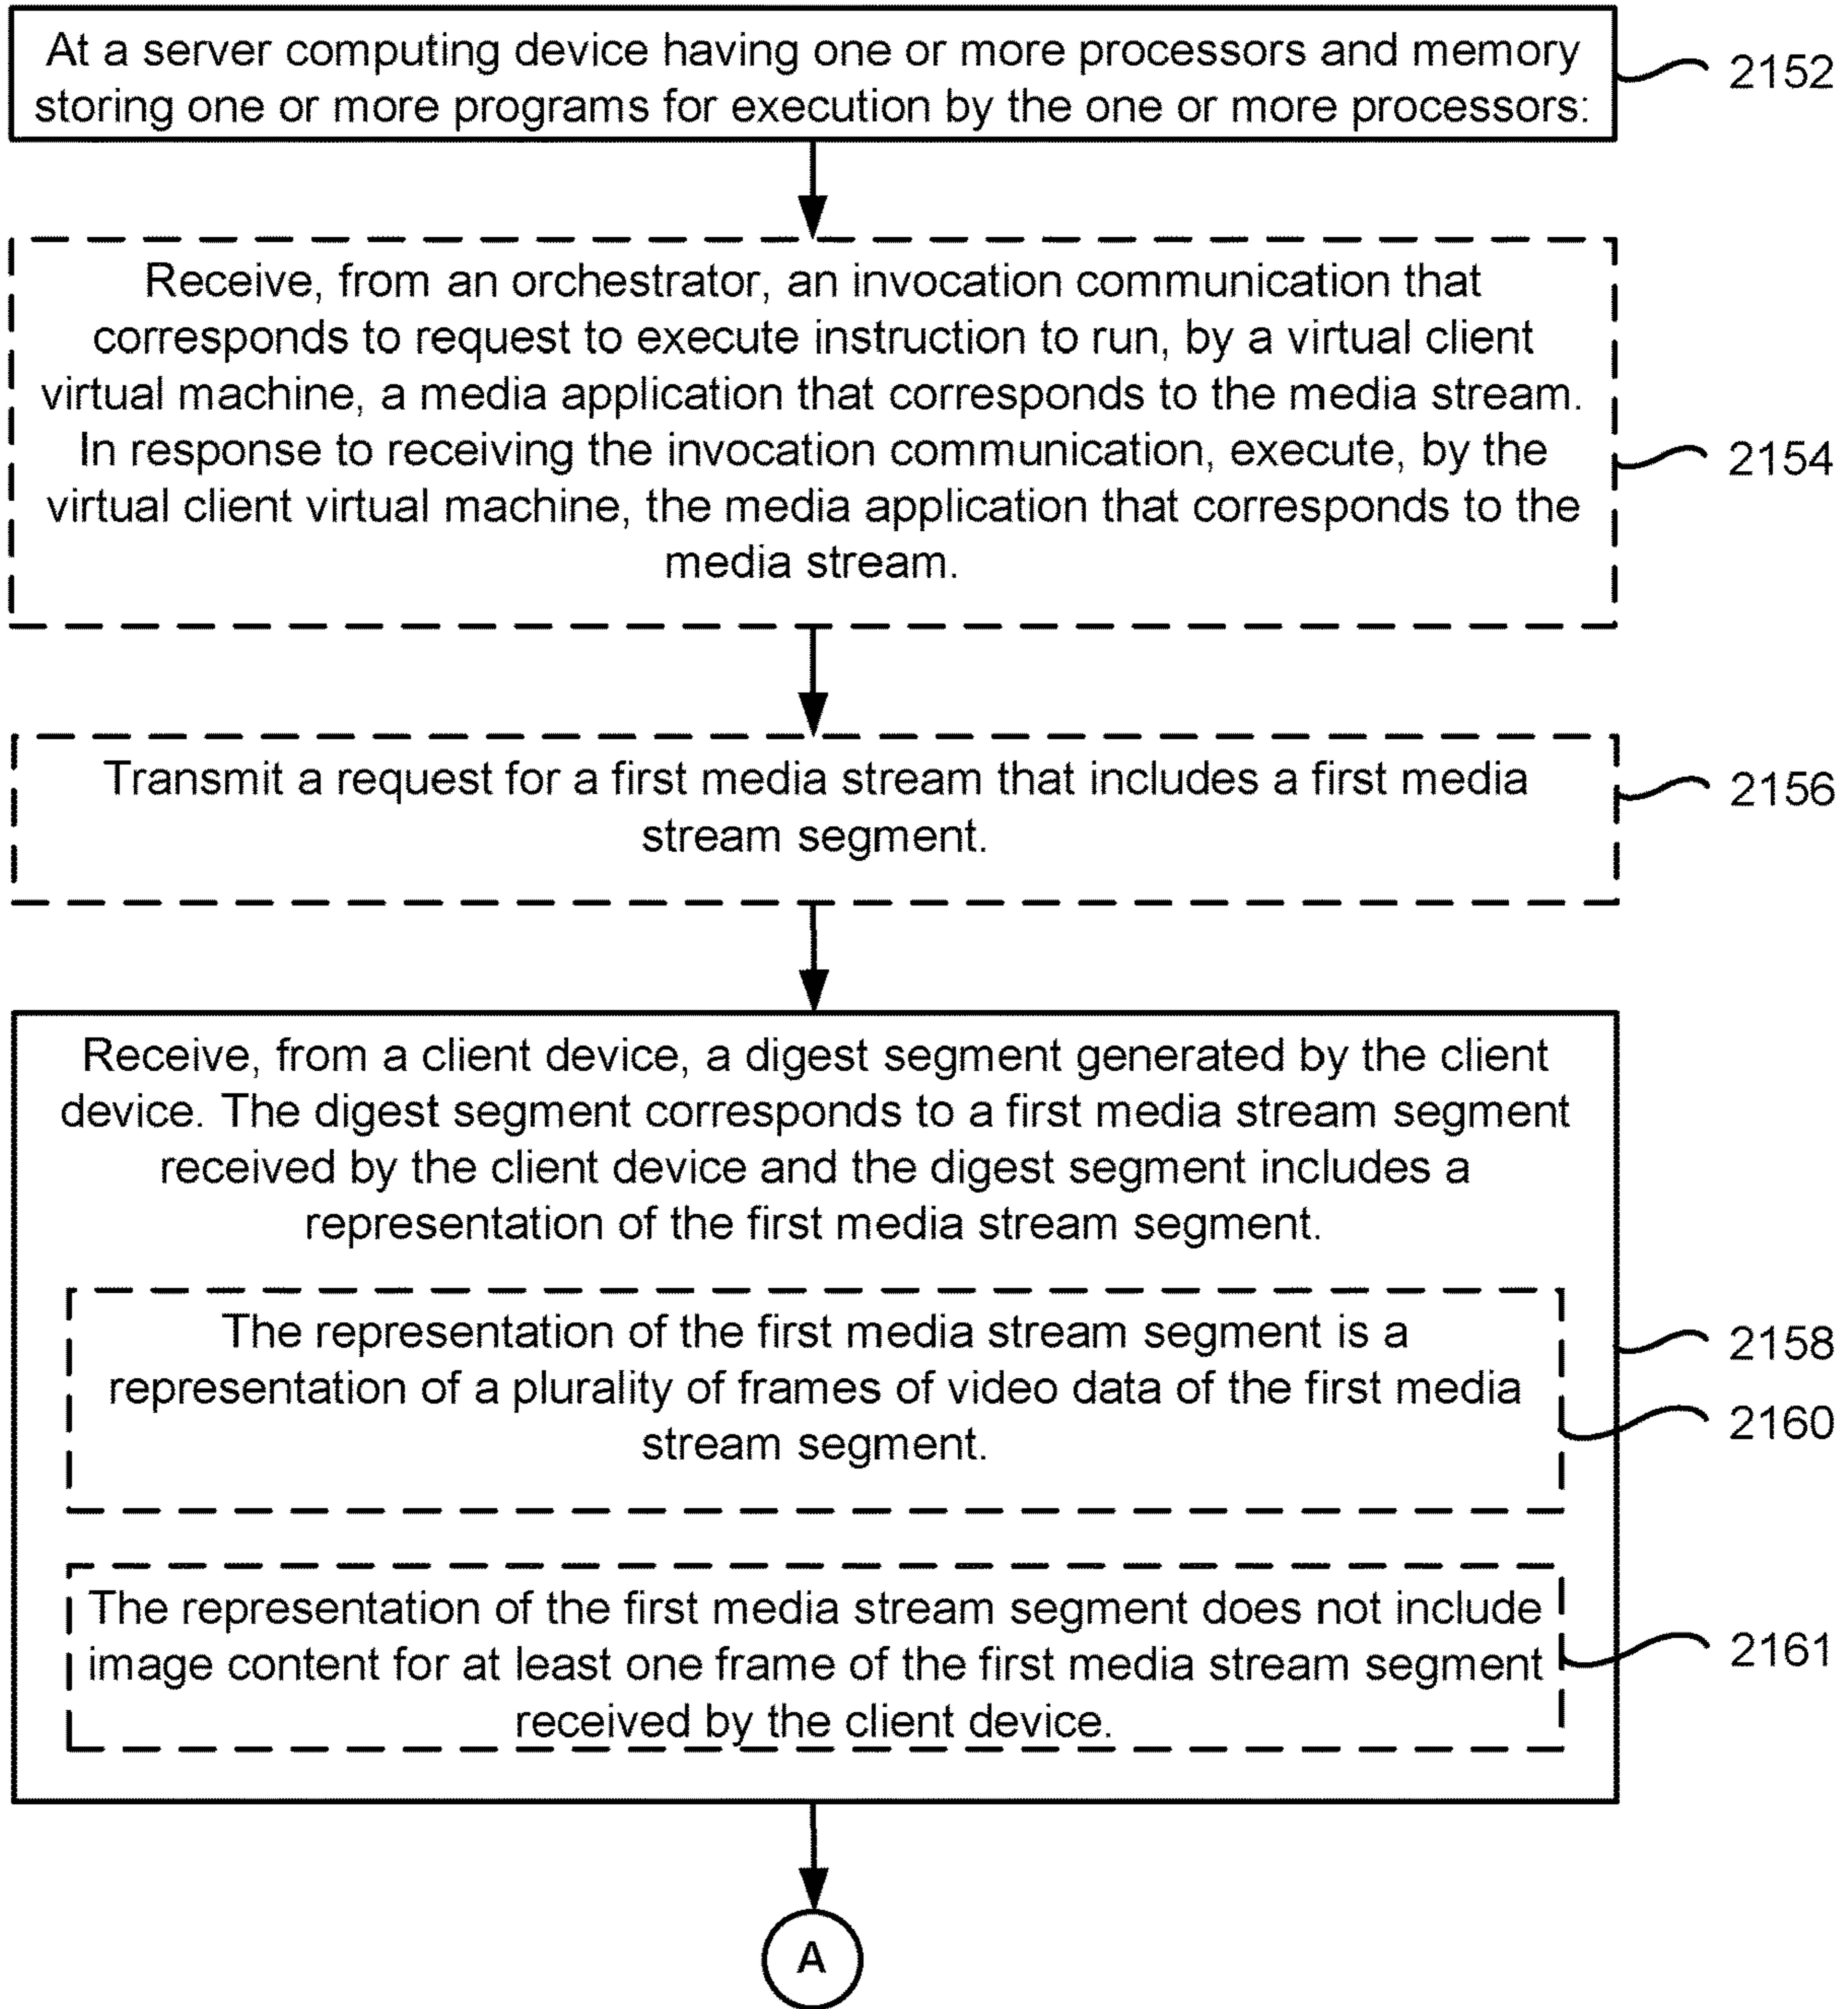 At a server computing device having one or more processors and memory
storing one or more programs for execution by the one or more processors:
2152
Receive, from an orchestrator, an invocation communication that
corresponds to request to execute instruction to run, by a virtual client
virtual machine, a media application that corresponds to the media stream.
In response to receiving the invocation communication, execute, by the
virtual client virtual machine, the media application that corresponds to the
media stream.
2154
Transmit a request for a first media stream that includes a first media
stream segment.
2156
Receive, from a client device, a digest segment generated by the client
device. The digest segment corresponds to a first media stream segment
received by the client device and the digest segment includes a
representation of the first media stream segment.
2158
The representation of the first media stream segment is a
representation of a plurality of frames of video data of the first media
stream segment.
2160
The representation of the first media stream segment does not include
image content for at least one frame of the first media stream segment
received by the client device.
2161
A